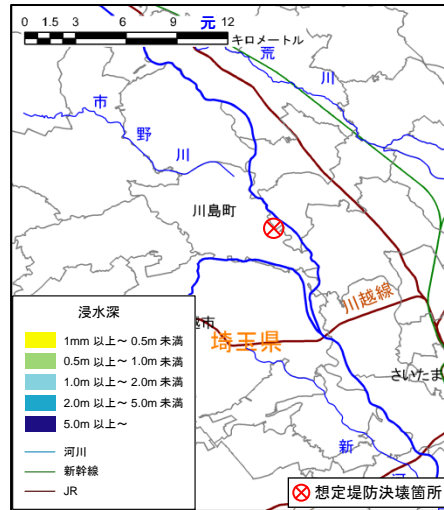 0 1.5 3 6 9 12
キロメートル
元
荒
川
市
野
川
川島町
川越線
越市
埼玉県
さいたま
新
河
浸水深
1mm 以上～ 0.5m 未満
0.5m 以上～ 1.0m 未満
1.0m 以上～ 2.0m 未満
2.0m 以上～ 5.0m 未満
5.0m 以上～
河川
新幹線
JR
想定堤防決壊箇所